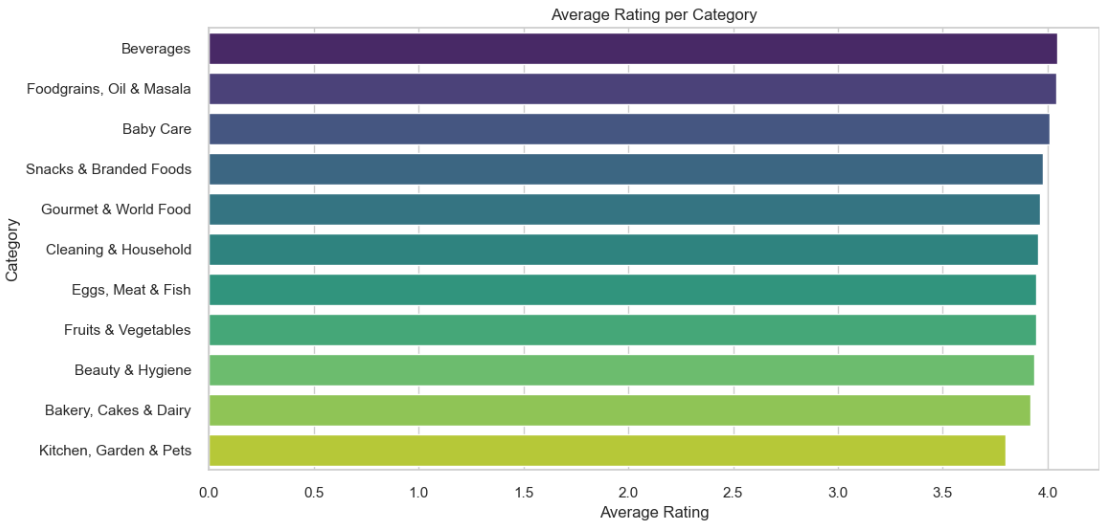 Average Rating per Category
Category
Beverages
Foodgrains, Oil & Masala
Baby Care
Snacks & Branded Foods
Gourmet & World Food
Cleaning & Household
Eggs, Meat & Fish
Fruits & Vegetables
Beauty & Hygiene
Bakery, Cakes & Dairy
Kitchen, Garden & Pets
0.0 0.5 1.0 1.5 2.0 2.5 3.0 3.5 4.0
Average Rating